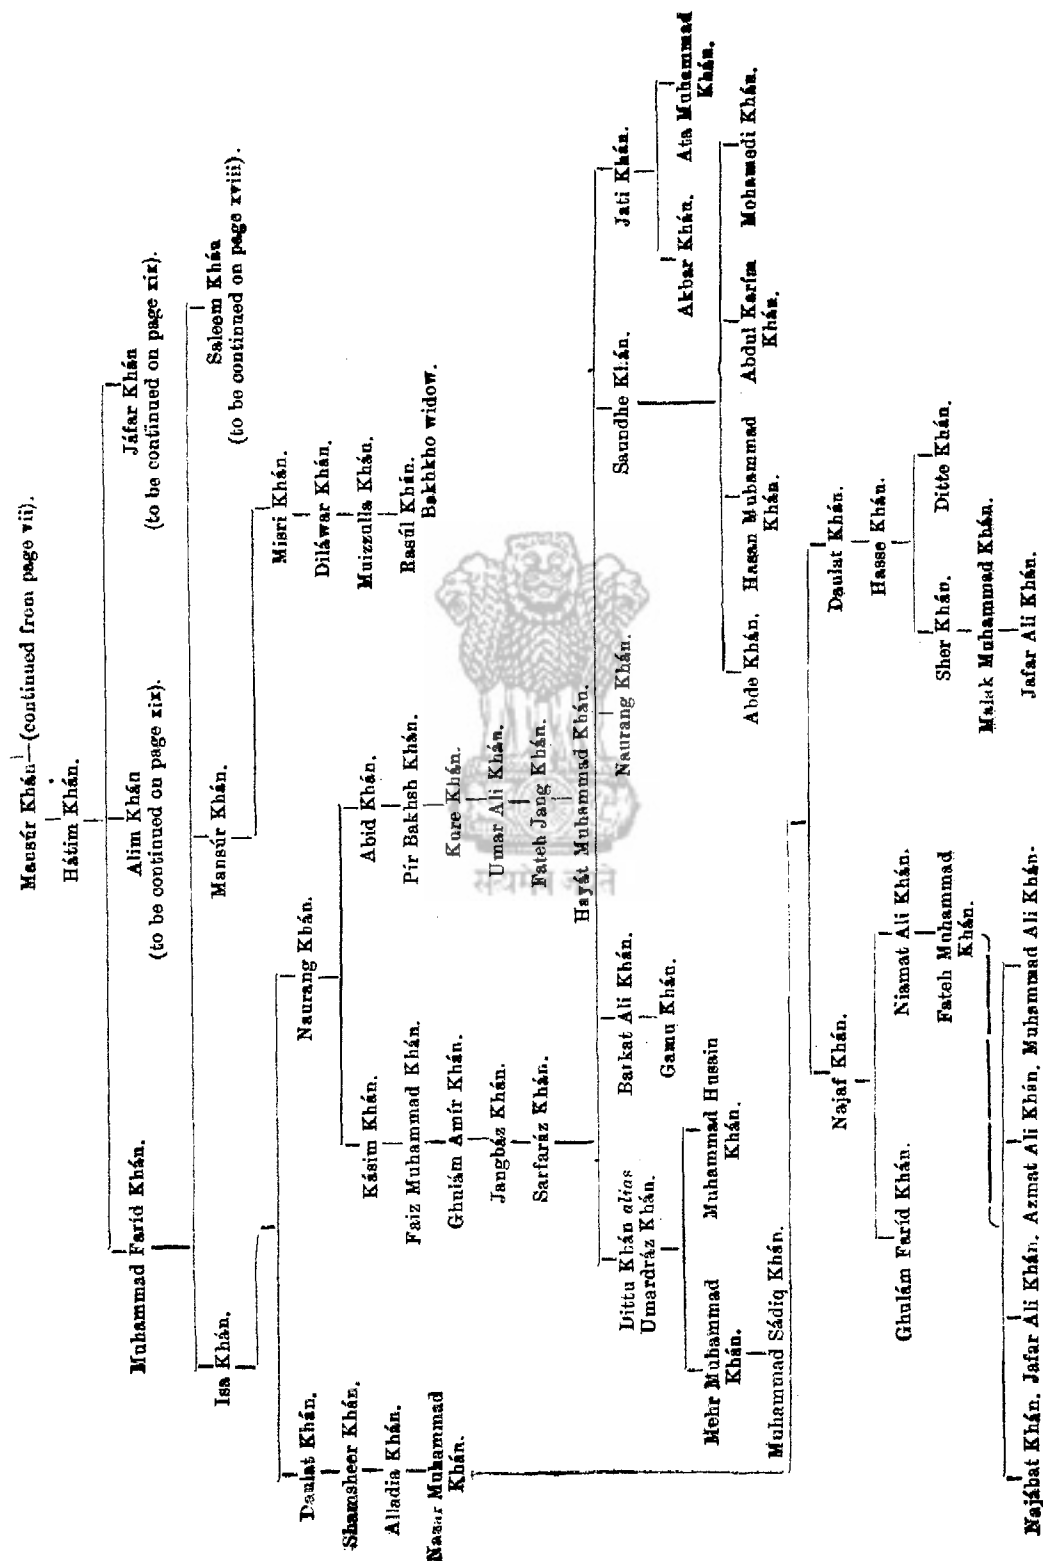 Mansúr Khán—(continued from page vii).
Hátim Khán.
Muhammad Faríd Khán.
Alim Khán
(to be continued on page xix).
Jáfar Khán
(to be continued on page xix).
Isa Khán.
Mansúr Khán.
Saleem Khán
(to be continued on page xviii).
Daulat Khán.
Naurang Khán.
Misri Khán.
Shamsheer Khán.
Diláwar Khán.
Alladia Khán.
Kásim Khán.
Abid Khán.
Muizzulla Khán.
Nazar Muhammad
Khán.
Faiz Muhammad Khán.
Pír Bakhsh Khán.
Rasúl Khán.
Bakhkho widow.
Ghulám Amír Khán.
Kure Khán.
Jangbáz Khán.
Umar Ali Khán.
Sarfaráz Khán.
Fateh Jang Khán.
Hayát Muhammad Khán.
Dittu Khán alias
Umardráz Khán.
Barkat Ali Khán.
Naurang Khán.
Saundhe Khán.
Jati Khán.
Gamu Khán.
Akbar Khán.
Ata Muhammad
Khán.
Mehr Muhammad
Khán.
Muhammad Husain
Khán.
Abde Khán.
Hasan Muhammad
Khán.
Abdul Karím
Khán.
Mohamedi Khán.
Muhammad Sádiq Khán.
Najaf Khán.
Daulat Khán.
Hasse Khán.
Ghulám Faríd Khán.
Niamat Ali Khán.
Sher Khán.
Ditte Khán.
Fateh Muhammad
Khán.
Malak Muhammad Khán.
Jafar Ali Khán.
Najábat Khán. Jafar Ali Khán. Azmat Ali Khán. Muhammad Ali Khán.
सत्यमेव जयते